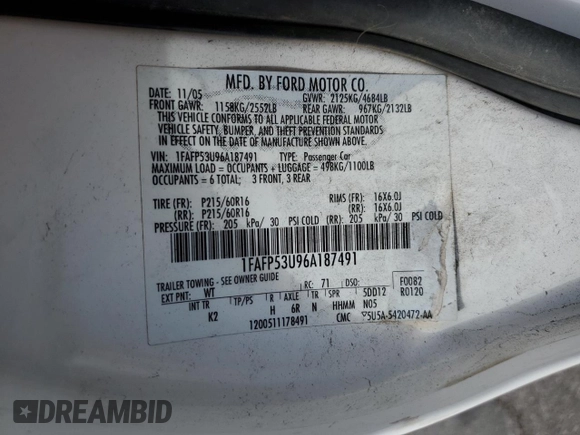 MFD. BY FORD MOTOR CO.
DATE: 11/05 GVWR: 2125KG/4684LB
FRONT GAWR: 1158KG/2552LB REAR GAWR: 967KG/2132LB
THIS VEHICLE CONFORMS TO ALL APPLICABLE FEDERAL MOTOR
VEHICLE SAFETY, BUMPER, AND THEFT PREVENTION STANDARDS
IN EFFECT ON THE DATE OF MANUFACTURE SHOWN ABOVE.
VIN: 1FAFP53U96A187491 TYPE: Passenger Car
MAXIMUM LOAD = OCCUPANTS + LUGGAGE = 498KG/1100LB
OCCUPANTS = 6 TOTAL; 3 FRONT, 3 REAR
TIRE (FR): P215/60R16 RIMS (FR): 16X6.0J
(RR): P215/60R16 (RR): 16X6.0J
PRESSURE (FR): 205 kPa/ 30 PSI COLD (RR): 205 kPa/ 30 PSI COLD
1FAFP53U96A187491
TRAILER TOWING - SEE OWNER GUIDE
EXT PNT: WT RC: 71 DSO: F0082
INT TR TP/PS R AXLE TR SPR 5DD12 R0120
K2 H 6R N HHMM N05
1200511178491 CMC 5U5A-5420472-AA
DREAMBID